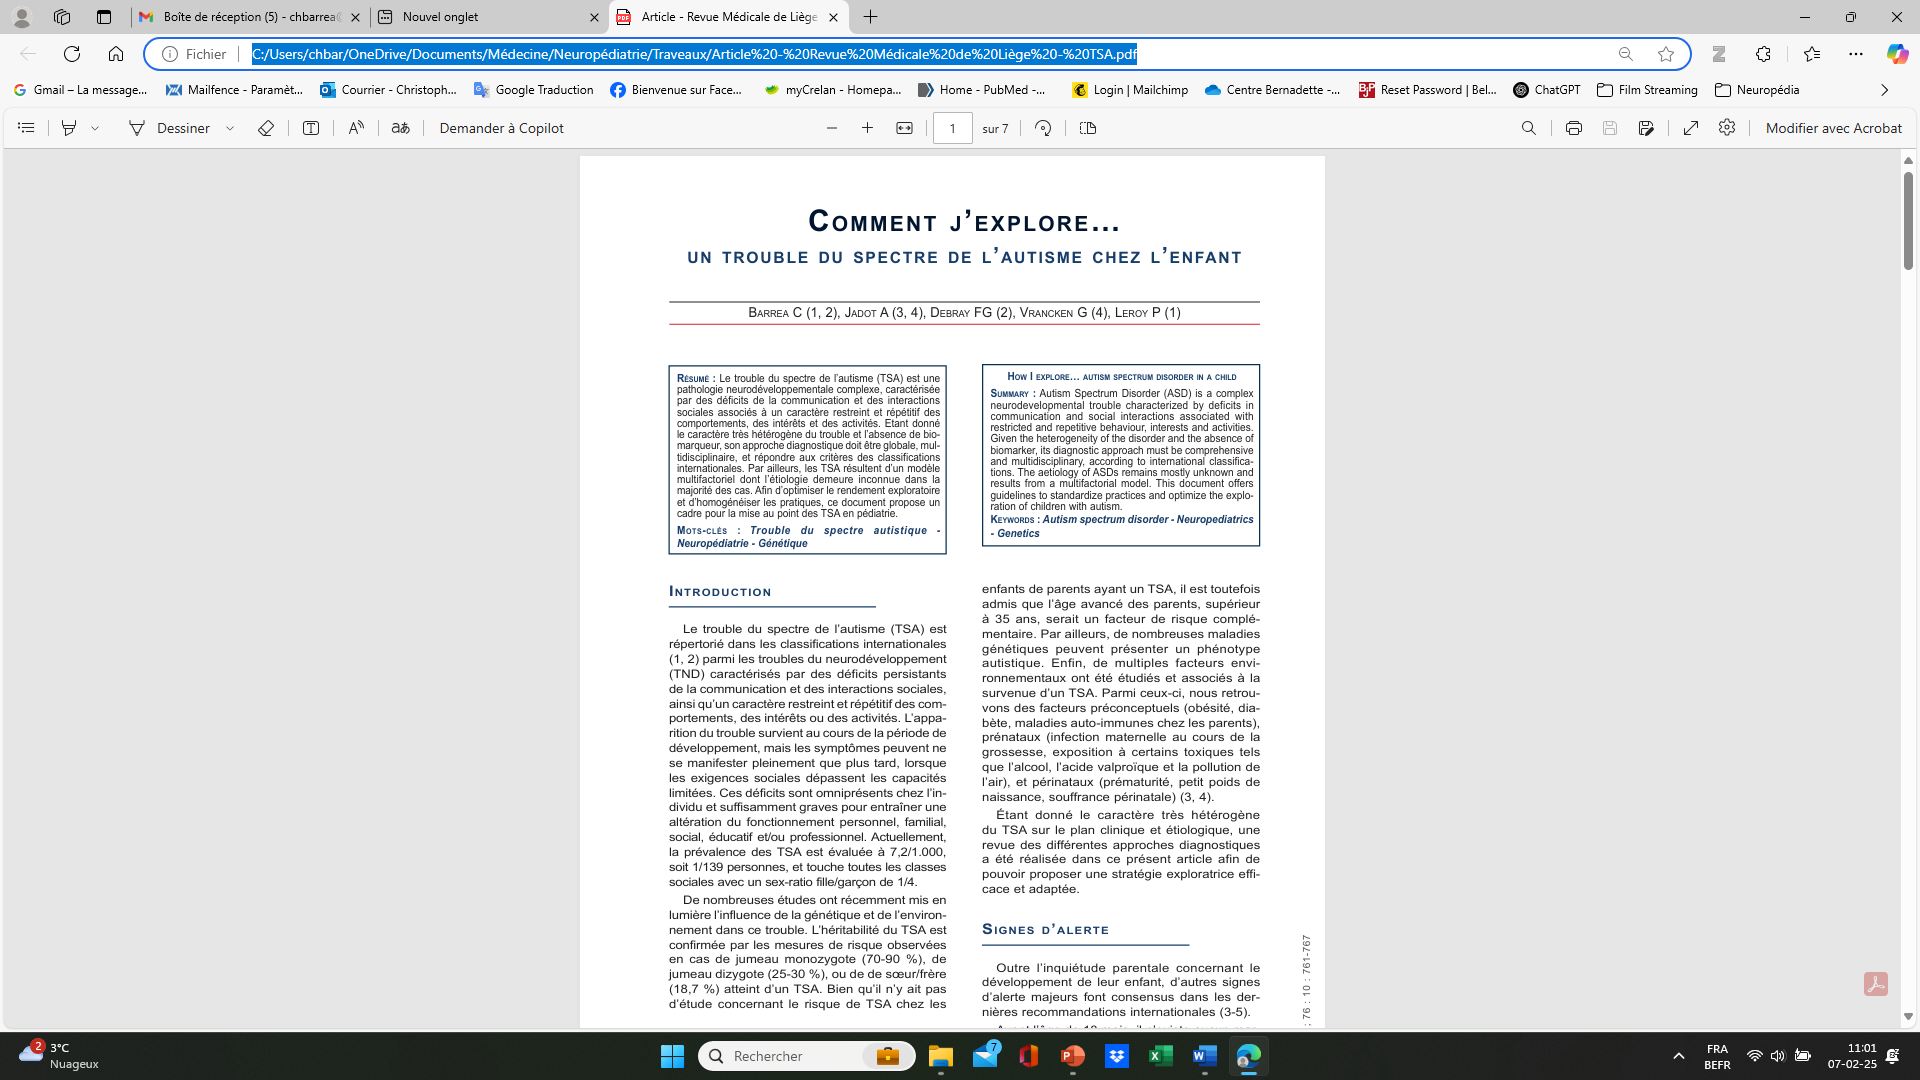 Boîte de réception (5) - chbarrea@
Nouvel onglet
Article - Revue Médicale de Liège
Fichier
C:/Users/chbar/OneDrive/Documents/Médecine/Neuropédiatrie/Traveaux/Article%20-%20Revue%20Médicale%20de%20Liège%20-%20TSA.pdf
Gmail – La message...
Mailfence - Paramèt...
Courrier - Christoph...
Google Traduction
Bienvenue sur Face...
myCrelan - Homepa...
Home - PubMed -...
Login | Mailchimp
Centre Bernadette -...
Reset Password | Bel...
ChatGPT
Film Streaming
Neuropédia
Dessiner
Demander à Copilot
1
sur 7
Modifier avec Acrobat
Comment j’explore…
un trouble du spectre de l’autisme chez l’enfant
Barrea C (1, 2), Jadot A (3, 4), Debray FG (2), Vrancken G (4), Leroy P (1)
Résumé : Le trouble du spectre de l’autisme (TSA) est une
pathologie neurodéveloppementale complexe, caractérisée
par des déficits de la communication et des interactions
sociales associés à un caractère restreint et répétitif des
comportements, des intérêts et des activités. Etant donné
le caractère très hétérogène du trouble et l’absence de bio-
marqueur, son approche diagnostique doit être globale, mul-
tidisciplinaire, et répondre aux critères des classifications
internationales. Par ailleurs, les TSA résultent d’un modèle
multifactoriel dont l’étiologie demeure inconnue dans la
majorité des cas. Afin d’optimiser le rendement exploratoire
et d’homogénéiser les pratiques, ce document propose un
cadre pour la mise au point des TSA en pédiatrie.
Mots-clés : Trouble du spectre autistique -
Neuropédiatrie - Génétique
How I explore… autism spectrum disorder in a child
Summary : Autism Spectrum Disorder (ASD) is a complex
neurodevelopmental trouble characterized by deficits in
communication and social interactions associated with
restricted and repetitive behaviour, interests and activities.
Given the heterogeneity of the disorder and the absence of
biomarker, its diagnostic approach must be comprehensive
and multidisciplinary, according to international classifica-
tions. The aetiology of ASDs remains mostly unknown and
results from a multifactorial model. This document offers
guidelines to standardize practices and optimize the explo-
ration of children with autism.
Keywords : Autism spectrum disorder - Neuropediatrics
- Genetics
Introduction
Le trouble du spectre de l’autisme (TSA) est
répertorié dans les classifications internationales
(1, 2) parmi les troubles du neurodéveloppement
(TND) caractérisés par des déficits persistants
de la communication et des interactions sociales,
ainsi qu’un caractère restreint et répétitif des com-
portements, des intérêts ou des activités. L’appa-
rition du trouble survient au cours de la période de
développement, mais les symptômes peuvent ne
se manifester pleinement que plus tard, lorsque
les exigences sociales dépassent les capacités
limitées. Ces déficits sont omniprésents chez l’in-
dividu et suffisamment graves pour entraîner une
altération du fonctionnement personnel, familial,
social, éducatif et/ou professionnel. Actuellement,
la prévalence des TSA est évaluée à 7,2/1.000,
soit 1/139 personnes, et touche toutes les classes
sociales avec un sex-ratio fille/garçon de 1/4.
De nombreuses études ont récemment mis en
lumière l’influence de la génétique et de l’environ-
nement dans ce trouble. L’héritabilité du TSA est
confirmée par les mesures de risque observées
en cas de jumeau monozygote (70-90 %), de
jumeau dizygote (25-30 %), ou de de sœur/frère
(18,7 %) atteint d’un TSA. Bien qu’il n’y ait pas
d’étude concernant le risque de TSA chez les
enfants de parents ayant un TSA, il est toutefois
admis que l’âge avancé des parents, supérieur
à 35 ans, serait un facteur de risque complé-
mentaire. Par ailleurs, de nombreuses maladies
génétiques peuvent présenter un phénotype
autistique. Enfin, de multiples facteurs envi-
ronnementaux ont été étudiés et associés à la
survenue d’un TSA. Parmi ceux-ci, nous retrou-
vons des facteurs préconceptuels (obésité, dia-
bète, maladies auto-immunes chez les parents),
prénataux (infection maternelle au cours de la
grossesse, exposition à certains toxiques tels
que l’alcool, l’acide valproïque et la pollution de
l’air), et périnataux (prématurité, petit poids de
naissance, souffrance périnatale) (3, 4).
Étant donné le caractère très hétérogène
du TSA sur le plan clinique et étiologique, une
revue des différentes approches diagnostiques
a été réalisée dans ce présent article afin de
pouvoir proposer une stratégie exploratrice effi-
cace et adaptée.
Signes d’alerte
Outre l’inquiétude parentale concernant le
développement de leur enfant, d’autres signes
d’alerte majeurs font consensus dans les der-
nières recommandations internationales (3-5).
: 76 : 10 : 761-767
2
3°C
Nuageux
Rechercher
7
FRA
BEFR
11:01
07-02-25